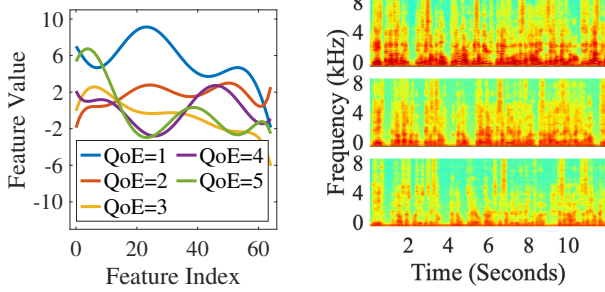 Feature Value
10
6
2
-2
-6
-10
QoE=1
QoE=2
QoE=3
QoE=4
QoE=5
0
20
40
60
Feature Index
Frequency (kHz)
8
4
0
8
4
0
8
4
0
2
4
6
8
10
Time (Seconds)